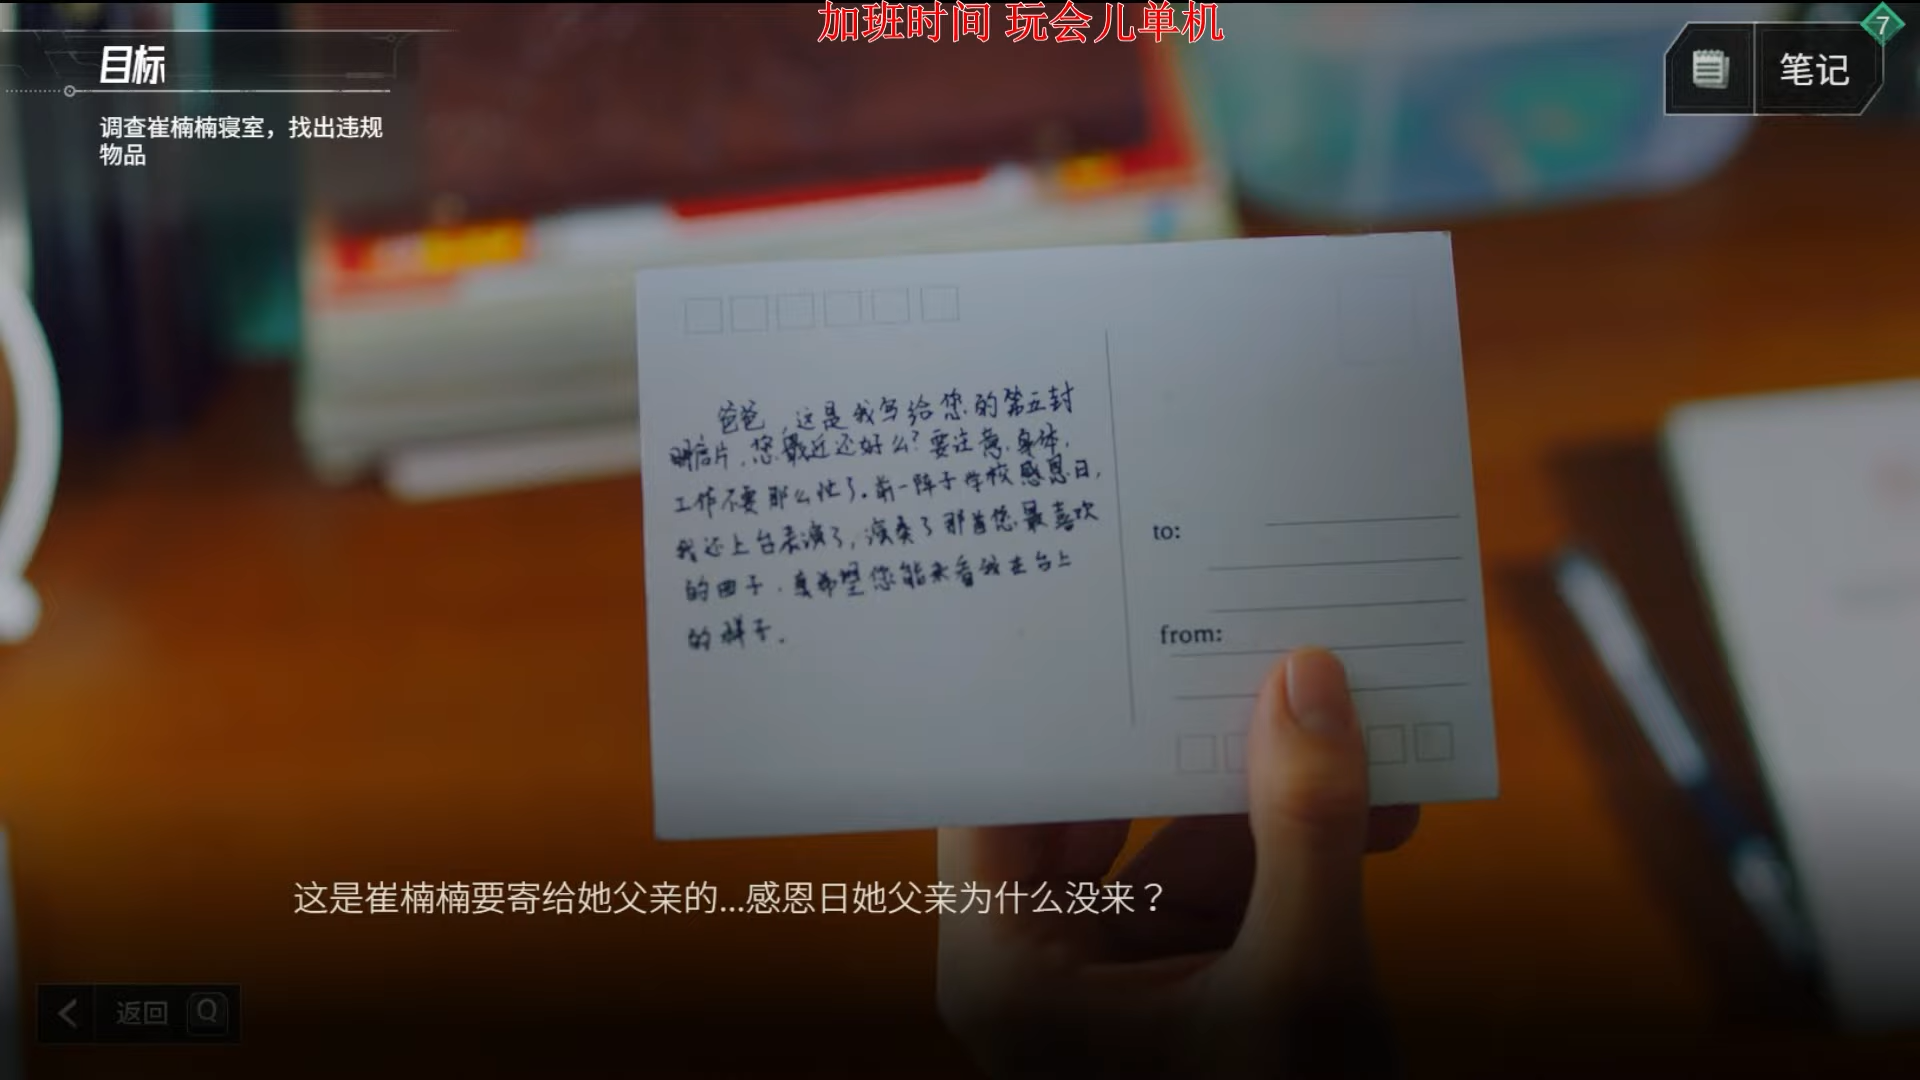 加班时间 玩会儿单机
目标
调查崔楠楠寝室，找出违规
物品
7
笔记
爸爸，这是我写给您的第五封
明信片，您最近还好么？要注意身体，
工作不要那么忙了。前一阵子学校感恩日，
我还上台表演了，演奏了那首您最喜欢
的曲子，真希望您能来看我在台上
的样子。
to:
from:
这是崔楠楠要寄给她父亲的...感恩日她父亲为什么没来？
返回 Q